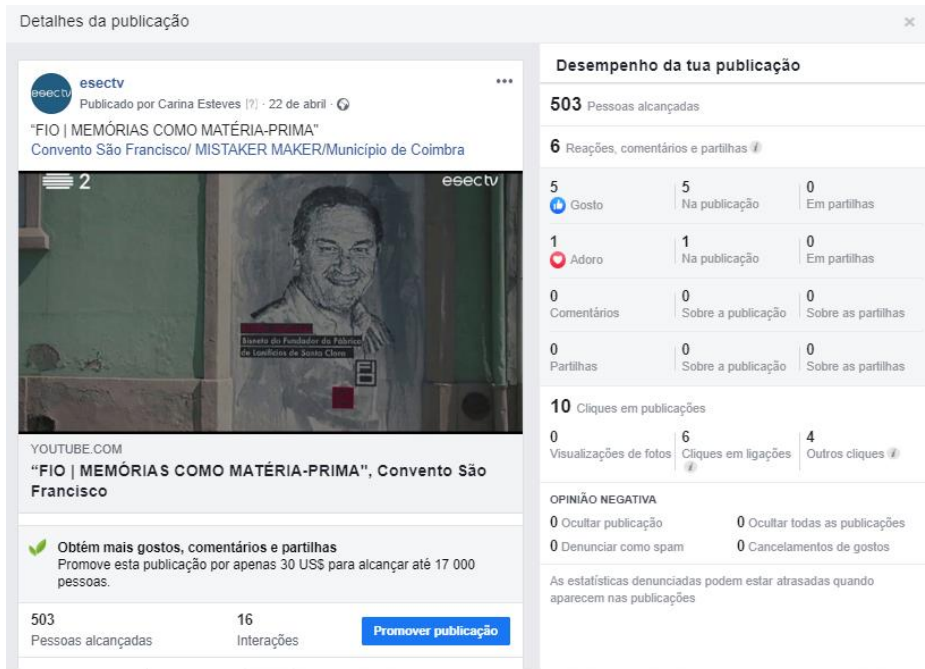 Detalhes da publicação
×
esectv
esectv
Publicado por Carina Esteves [?] · 22 de abril ·
“FIO | MEMÓRIAS COMO MATÉRIA-PRIMA”
Convento São Francisco/ MISTAKER MAKER/Município de Coimbra
2
esectv
Bisneto do Fundador da Fábrica
de Lanifícios de Santa Clara
FIO
YOUTUBE.COM
“FIO | MEMÓRIAS COMO MATÉRIA-PRIMA", Convento São
Francisco
Obtém mais gostos, comentários e partilhas
Promove esta publicação por apenas 30 US$ para alcançar até 17 000
pessoas.
503
Pessoas alcançadas
16
Interações
Promover publicação
Desempenho da tua publicação
503 Pessoas alcançadas
6 Reações, comentários e partilhas i
5
Gosto
5
Na publicação
0
Em partilhas
1
Adoro
1
Na publicação
0
Em partilhas
0
Comentários
0
Sobre a publicação
0
Sobre as partilhas
0
Partilhas
0
Sobre a publicação
0
Sobre as partilhas
10 Cliques em publicações
0
Visualizações de fotos
6
Cliques em ligações
i
4
Outros cliques i
OPINIÃO NEGATIVA
0 Ocultar publicação
0 Ocultar todas as publicações
0 Denunciar como spam
0 Cancelamentos de gostos
As estatísticas denunciadas podem estar atrasadas quando
aparecem nas publicações